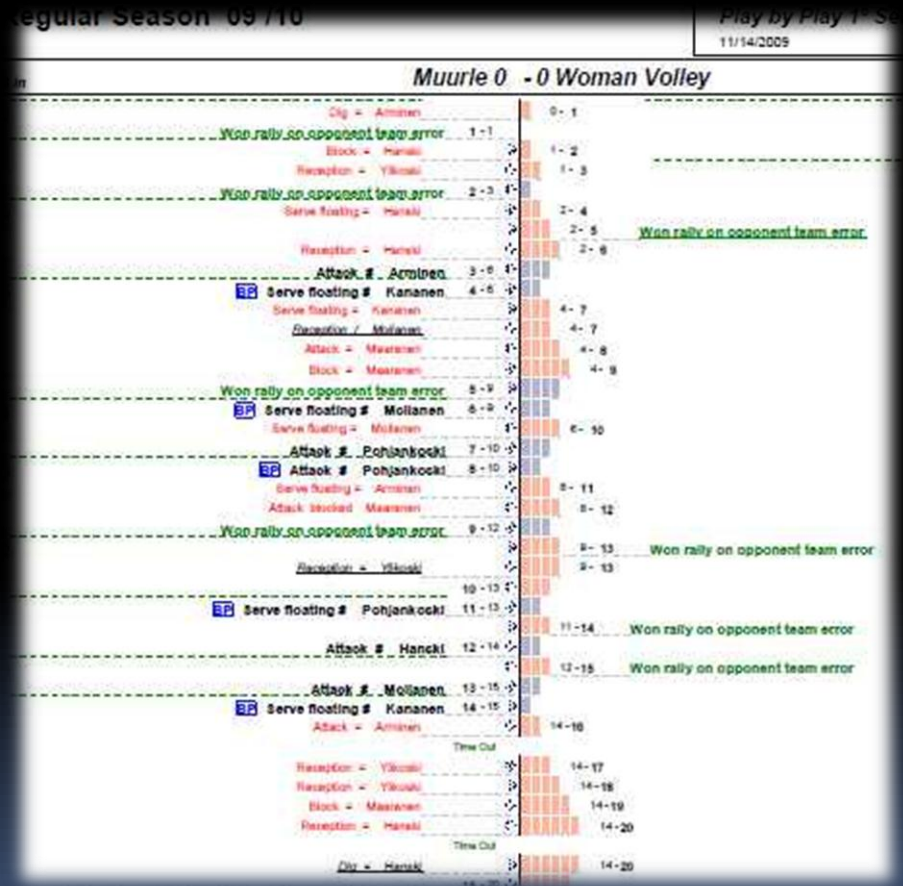 egular Season 09 /10
Play by Play 1° Se
11/14/2009
Muurle 0 - 0 Woman Volley
Dig = Arminen 0- 1
Won rally on opponent team error 1 -1
Block = Hanski 1- 2
Reception = Ylikoski 1- 3
Won rally on opponent team error 2 -3
Serve floating = Hanski 2- 4
2- 5 Won rally on opponent team error
Reception = Hanski 2- 6
Attack # Arminen 3 -6
BP Serve floating # Kananen 4 -6
Serve floating = Kananen 4- 7
Reception / Mollanen 4- 7
Attack = Maaranen 4- 8
Block = Maaranen 4- 9
Won rally on opponent team error 5 -9
BP Serve floating # Mollanen 6 -9
Serve floating = Mollanen 6- 10
Attack # Pohjankoski 7 -10
BP Attack # Pohjankoski 8 -10
Serve floating = Arminen 8- 11
Attack blocked Maaranen 8- 12
Won rally on opponent team error 9 -12
9- 13 Won rally on opponent team error
Reception = Ylikoski 9- 13
10 -13
BP Serve floating # Pohjankoski 11 -13
11 -14 Won rally on opponent team error
Attack # Hanski 12 -14
12 -15 Won rally on opponent team error
Attack # Mollanen 13 -15
BP Serve floating # Kananen 14 -15
Attack = Arminen 14 -16
Time Out
Reception = Ylikoski 14 -17
Reception = Ylikoski 14 -18
Block = Maaranen 14 -19
Reception = Hanski 14 -20
Time Out
Dig = Hanski 14 -20